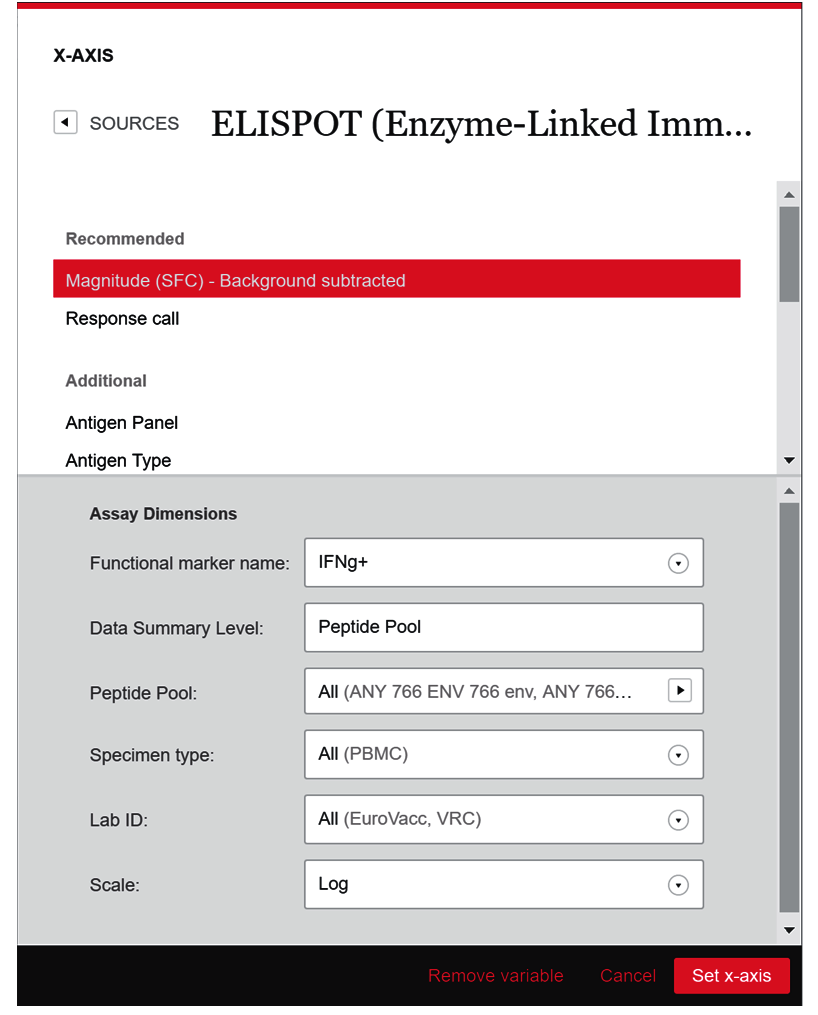 X-AXIS
SOURCES ELISPOT (Enzyme-Linked Imm...
Recommended
Magnitude (SFC) - Background subtracted
Response call
Additional
Antigen Panel
Antigen Type
Assay Dimensions
Functional marker name: IFNg+
Data Summary Level: Peptide Pool
Peptide Pool: All (ANY 766 ENV 766 env, ANY 766...
Specimen type: All (PBMC)
Lab ID: All (EuroVacc, VRC)
Scale: Log
Remove variable Cancel Set x-axis